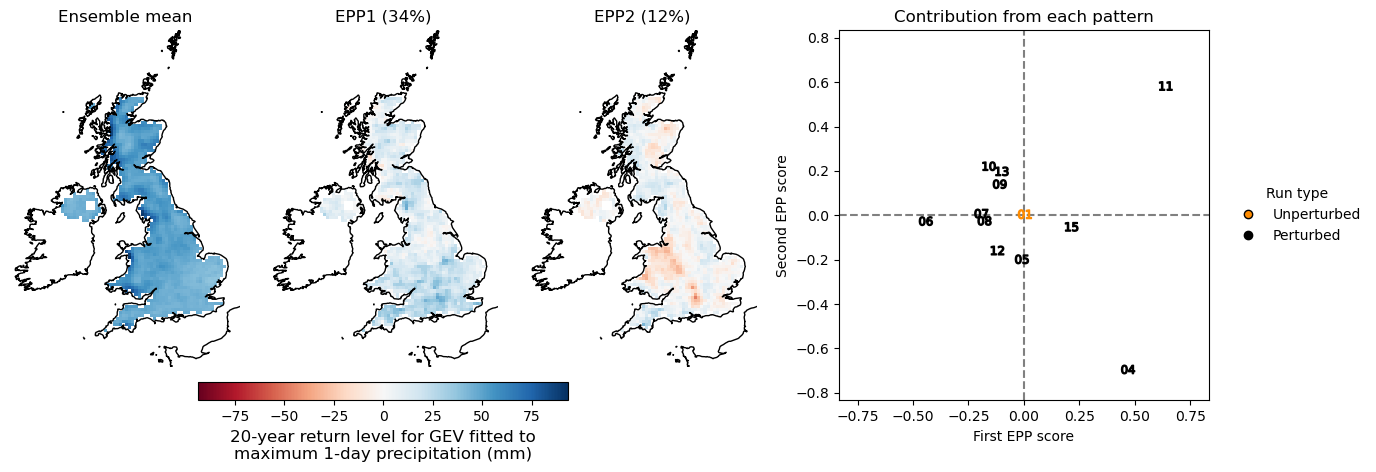 Ensemble mean
EPP1 (34%)
EPP2 (12%)
−75 −50 −25 0 25 50 75
20-year return level for GEV fitted to
maximum 1-day precipitation (mm)
Contribution from each pattern
Second EPP score
0.8
0.6
0.4
0.2
0.0
−0.2
−0.4
−0.6
−0.8
11
10
13
09
07
01
06
08
15
12
05
04
−0.75 −0.50 −0.25 0.00 0.25 0.50 0.75
First EPP score
Run type
Unperturbed
Perturbed